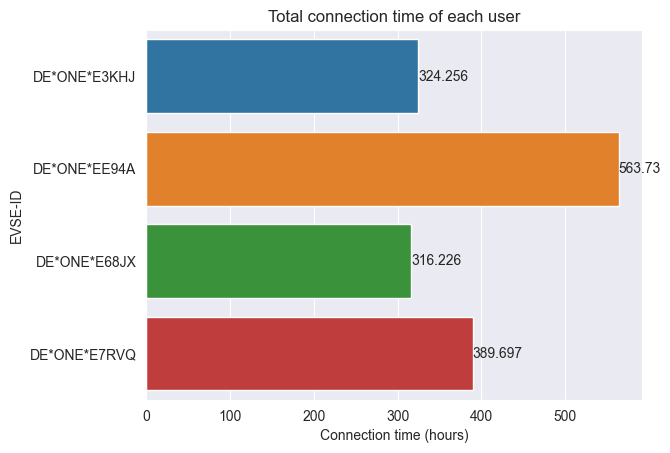 Total connection time of each user
EVSE-ID
DE*ONE*E3KHJ
324.256
DE*ONE*EE94A
563.73
DE*ONE*E68JX
316.226
DE*ONE*E7RVQ
389.697
0 100 200 300 400 500
Connection time (hours)